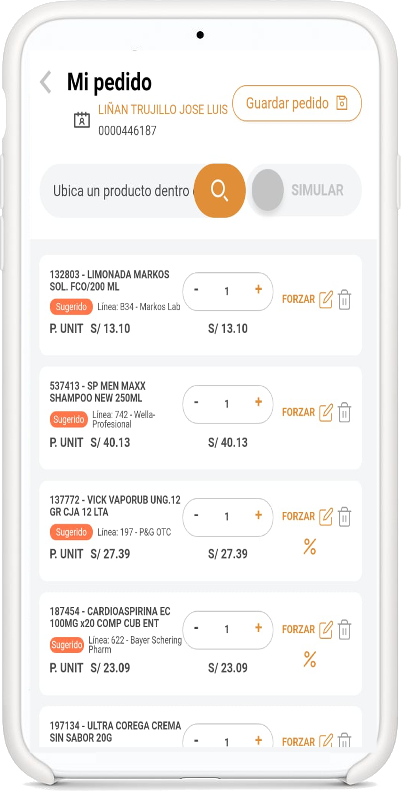 Mi pedido
LIÑAN TRUJILLO JOSE LUIS
0000446187
Guardar pedido
Ubica un producto dentro
SIMULAR
132803 - LIMONADA MARKOS
SOL. FCO/200 ML
Sugerido Línea: B34 - Markos Lab
P. UNIT S/ 13.10
- 1 +
S/ 13.10
FORZAR
537413 - SP MEN MAXX
SHAMPOO NEW 250ML
Sugerido Línea: 742 - Wella-
Profesional
P. UNIT S/ 40.13
- 1 +
S/ 40.13
FORZAR
137772 - VICK VAPORUB UNG.12
GR CJA 12 LTA
Sugerido Línea: 197 - P&G OTC
P. UNIT S/ 27.39
- 1 +
S/ 27.39
FORZAR
%
187454 - CARDIOASPIRINA EC
100MG x20 COMP CUB ENT
Sugerido Línea: 622 - Bayer Schering
Pharm
P. UNIT S/ 23.09
- 1 +
S/ 23.09
FORZAR
%
197134 - ULTRA COREGA CREMA
SIN SABOR 20G
- 1 +
FORZAR